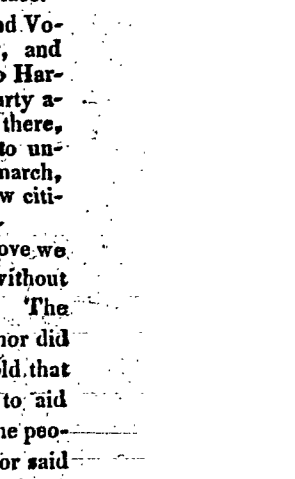 nd Vo-
, and
o Har-
arty a-
there,
to un-
march,
w citi-
ove we
without
The
nor did
ld that
to aid
he peo-
or said